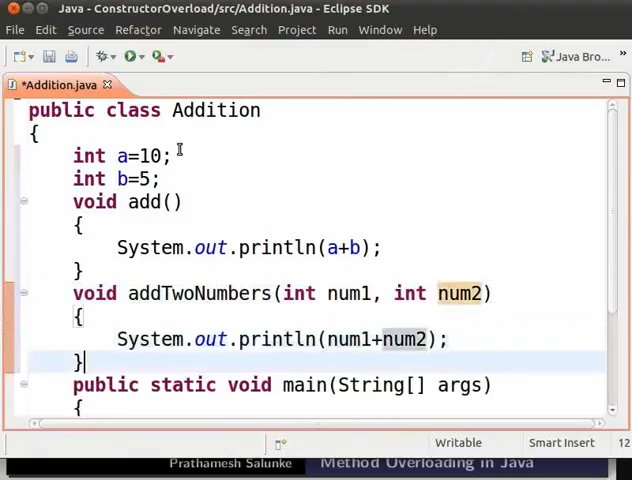 Java - ConstructorOverload/src/Addition.java - Eclipse SDK
File Edit Source Refactor Navigate Search Project Run Window Help
Java Bro... »
*Addition.java
public class Addition
{
int a=10;
int b=5;
void add()
{
System.out.println(a+b);
}
void addTwoNumbers(int num1, int num2)
{
System.out.println(num1+num2);
}
public static void main(String[] args)
{
Writable Smart Insert 12
Prathamesh Salunke Method Overloading in Java